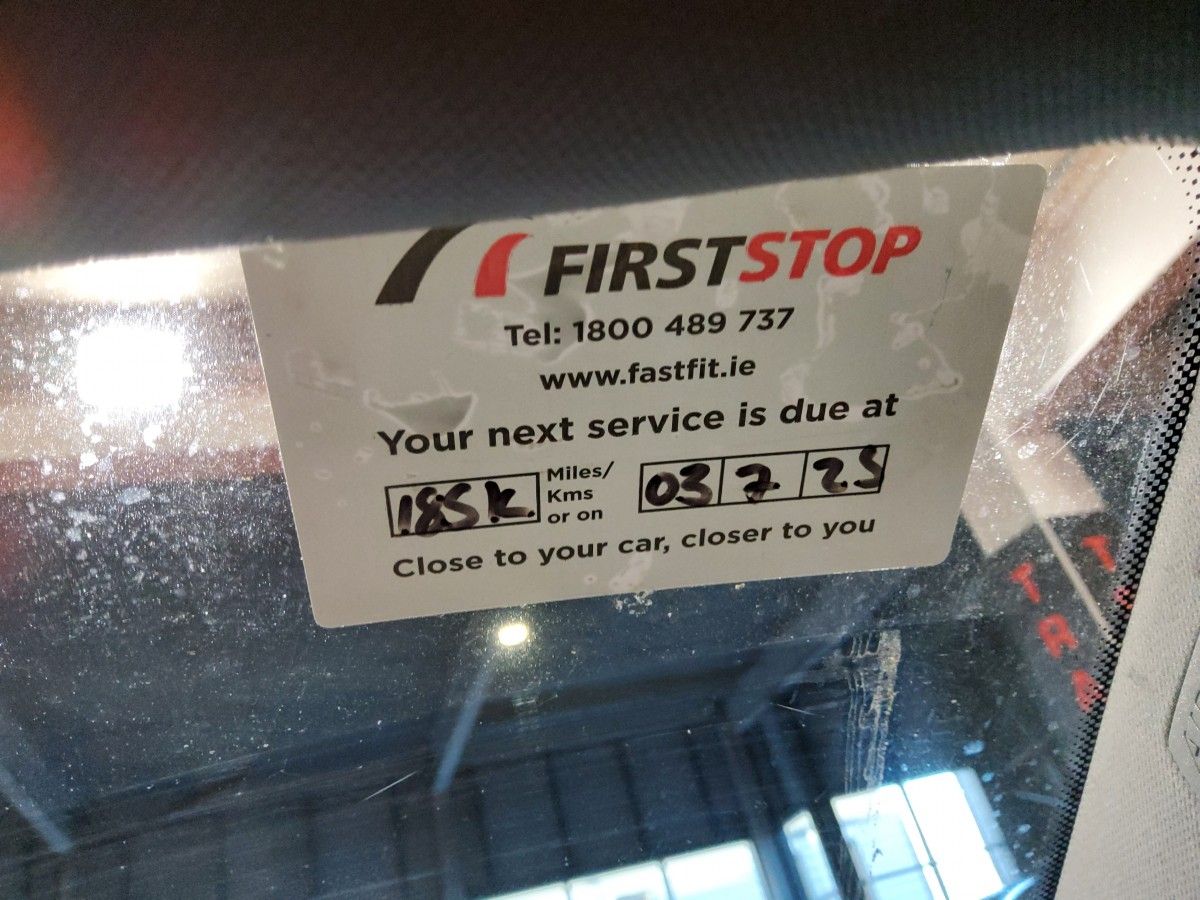 FIRSTSTOP
Tel: 1800 489 737
www.fastfit.ie
Your next service is due at
185k Miles/
Kms
or on 03 7 25
Close to your car, closer to you